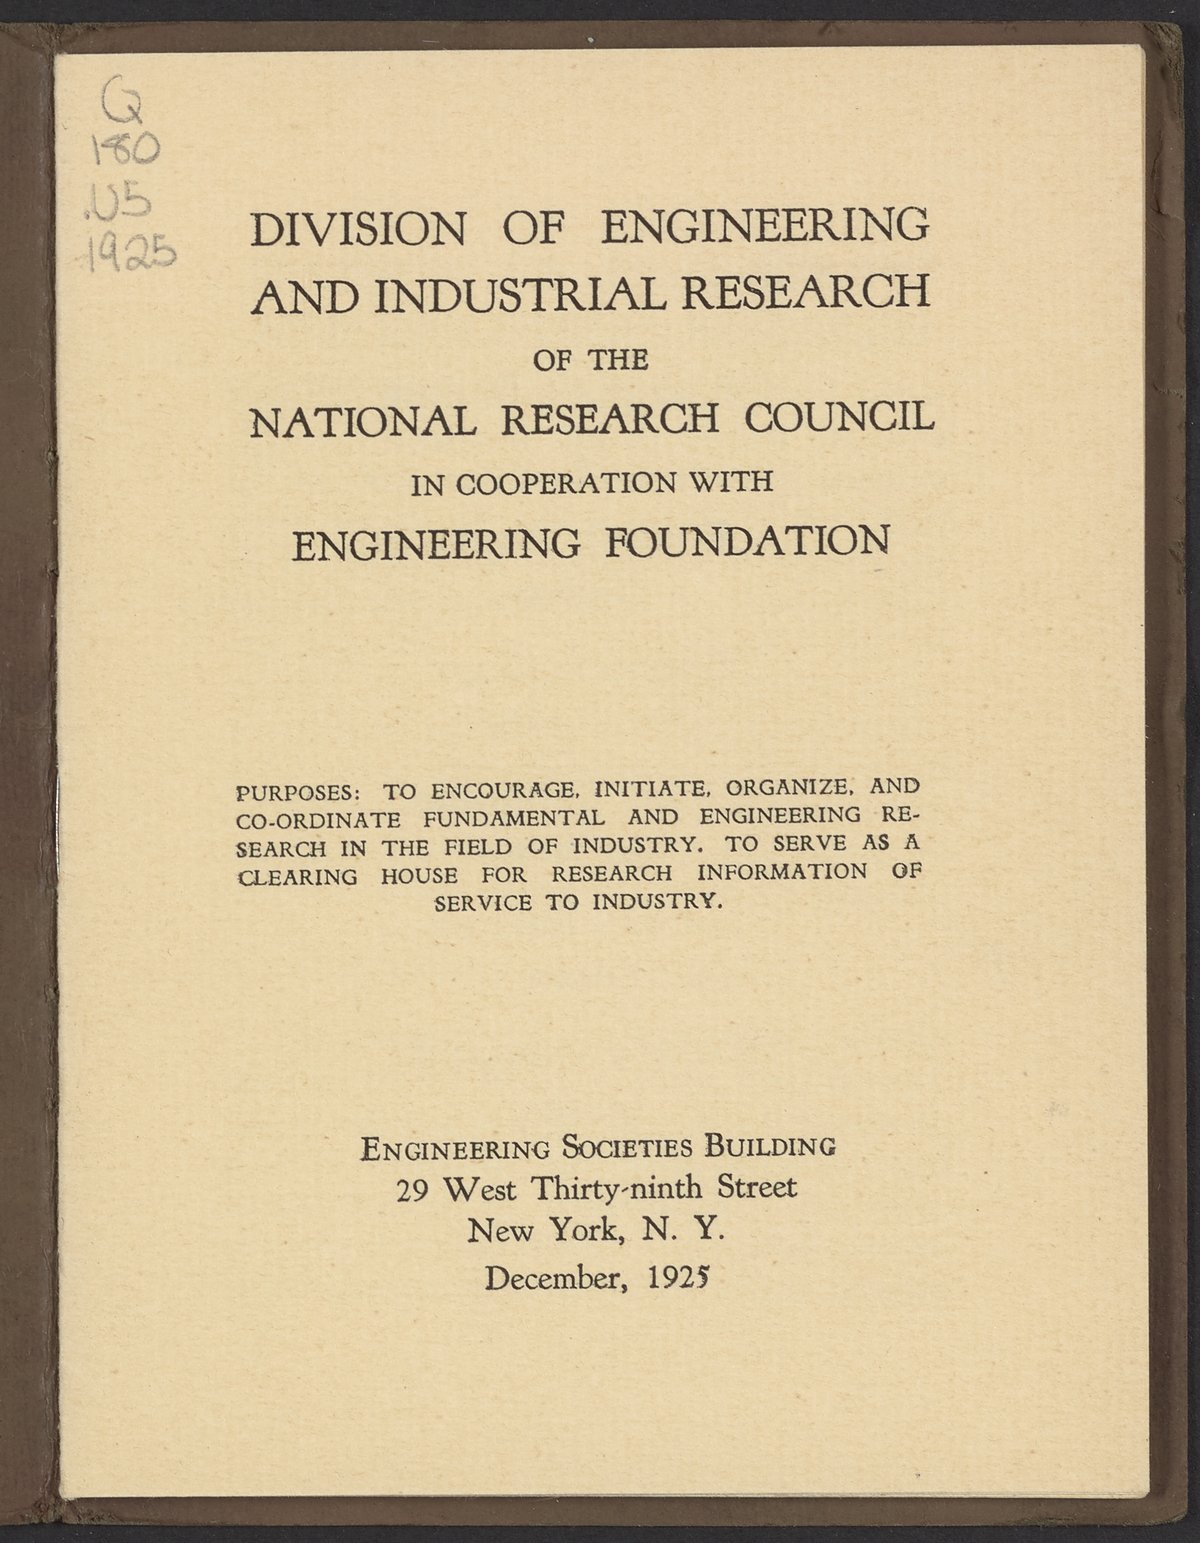 Q
180
.U5
1925
DIVISION OF ENGINEERING
AND INDUSTRIAL RESEARCH
OF THE
NATIONAL RESEARCH COUNCIL
IN COOPERATION WITH
ENGINEERING FOUNDATION
PURPOSES: TO ENCOURAGE, INITIATE, ORGANIZE, AND
CO-ORDINATE FUNDAMENTAL AND ENGINEERING RE-
SEARCH IN THE FIELD OF INDUSTRY. TO SERVE AS A
CLEARING HOUSE FOR RESEARCH INFORMATION OF
SERVICE TO INDUSTRY.
ENGINEERING SOCIETIES BUILDING
29 West Thirty-ninth Street
New York, N. Y.
December, 1925